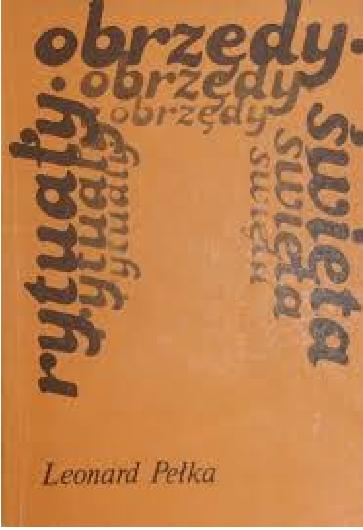 obrzędy·
obrzędy
obrzędy
rytuały·
rytuały
rytuały
święta
święta
święta
Leonard Pełka